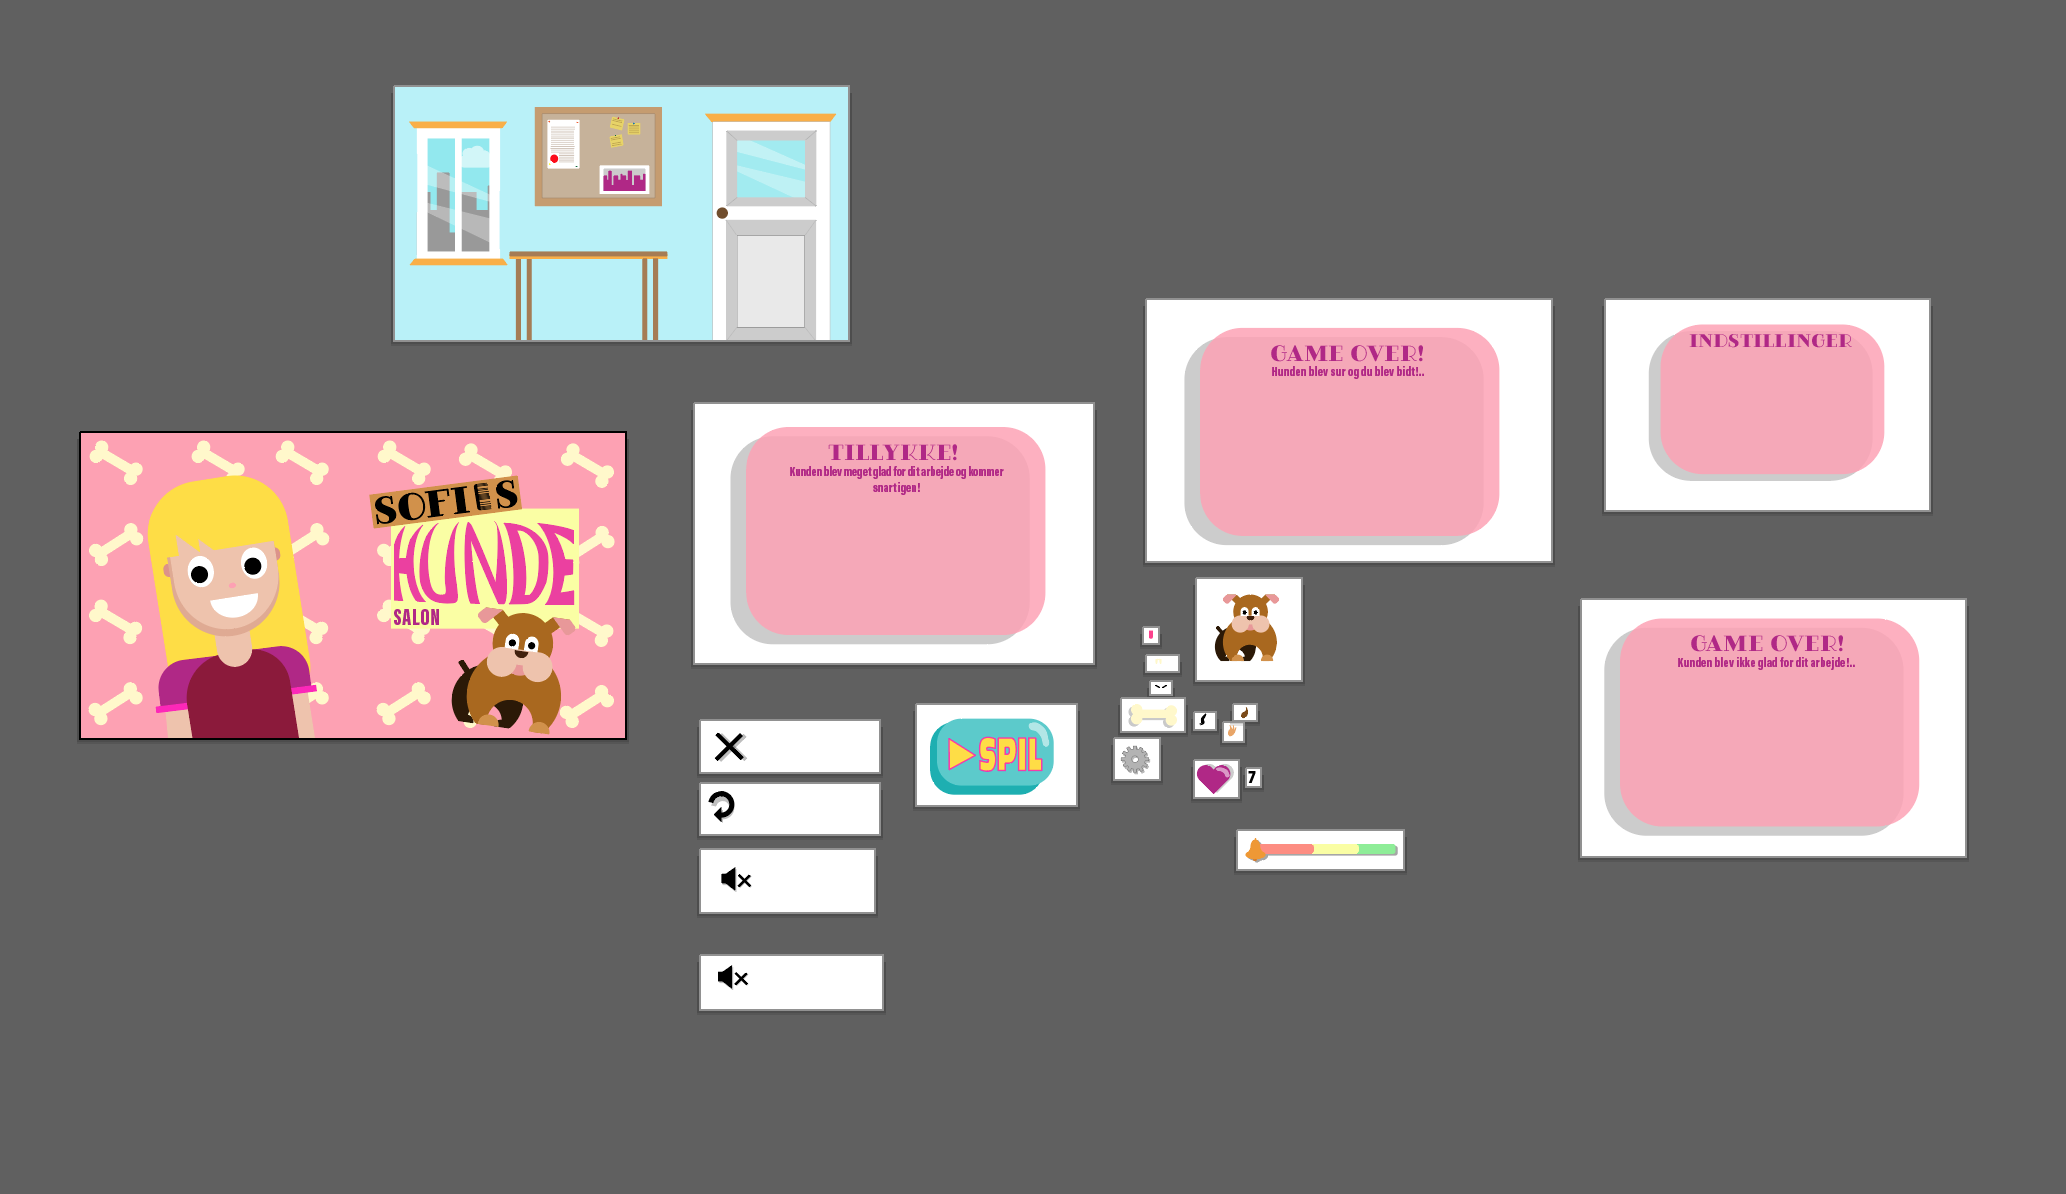 GAME OVER!
Hunden blev sur og du blev bidt!..
INDSTILLINGER
TILLYKKE!
Kunden blev meget glad for dit arbejde og kommer
snart igen!
SOFIES
HUNDE
SALON
GAME OVER!
Kunden blev ikke glad for dit arbejde!..
SPIL
7